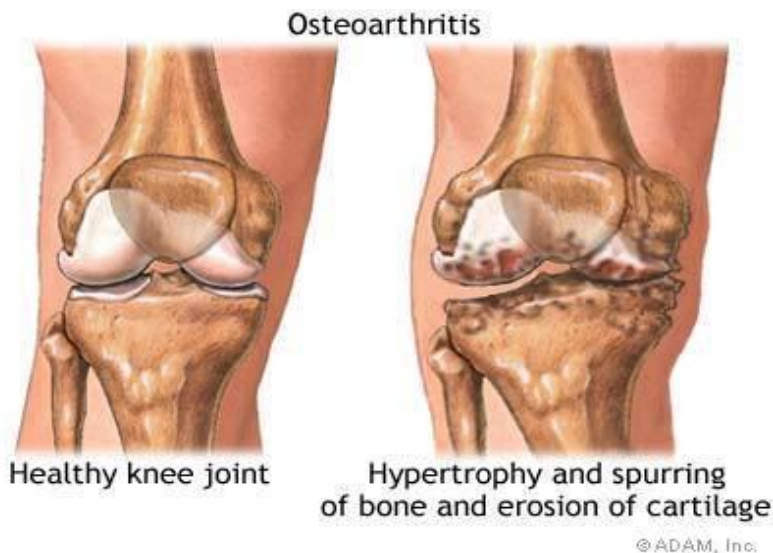 Osteoarthritis
Healthy knee joint
Hypertrophy and spurring
of bone and erosion of cartilage
©ADAM, Inc.